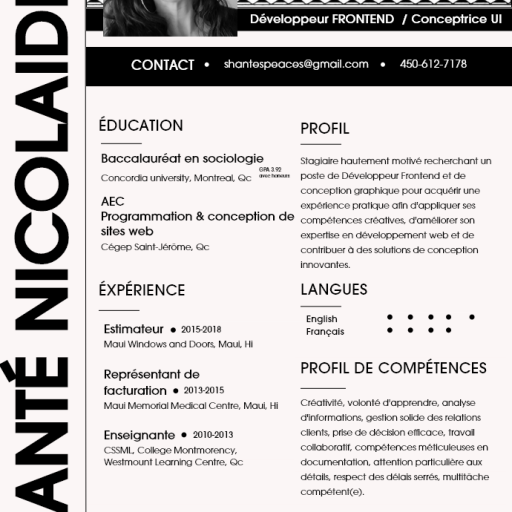 ANTÉ NICOLAIDI
Développeur FRONTEND / Conceptrice UI
CONTACT • shantespeaces@gmail.com • 450-612-7178
ÉDUCATION
Baccalauréat en sociologie
Concordia university, Montreal, Qc
GPA 3.92
avec honneurs
AEC
Programmation & conception de
sites web
Cégep Saint-Jérôme, Qc
ÉXPÉRIENCE
Estimateur • 2015-2018
Maui Windows and Doors, Maui, Hi
Représentant de
facturation • 2013-2015
Maui Memorial Medical Centre, Maui, Hi
Enseignante • 2010-2013
CSSML, College Montmorency,
Westmount Learning Centre, Qc
PROFIL
Stagiaire hautement motivé recherchant un
poste de Développeur Frontend et de
conception graphique pour acquérir une
expérience pratique afin d'appliquer ses
compétences créatives, d'améliorer son
expertise en développement web et de
contribuer à des solutions de conception
innovantes.
LANGUES
English • • • • •
Français • • • •
PROFIL DE COMPÉTENCES
Créativité, volonté d'apprendre, analyse
d'informations, gestion solide des relations
clients, prise de décision efficace, travail
collaboratif, compétences méticuleuses en
documentation, attention particulière aux
détails, respect des délais serrés, multitâche
compétent(e).